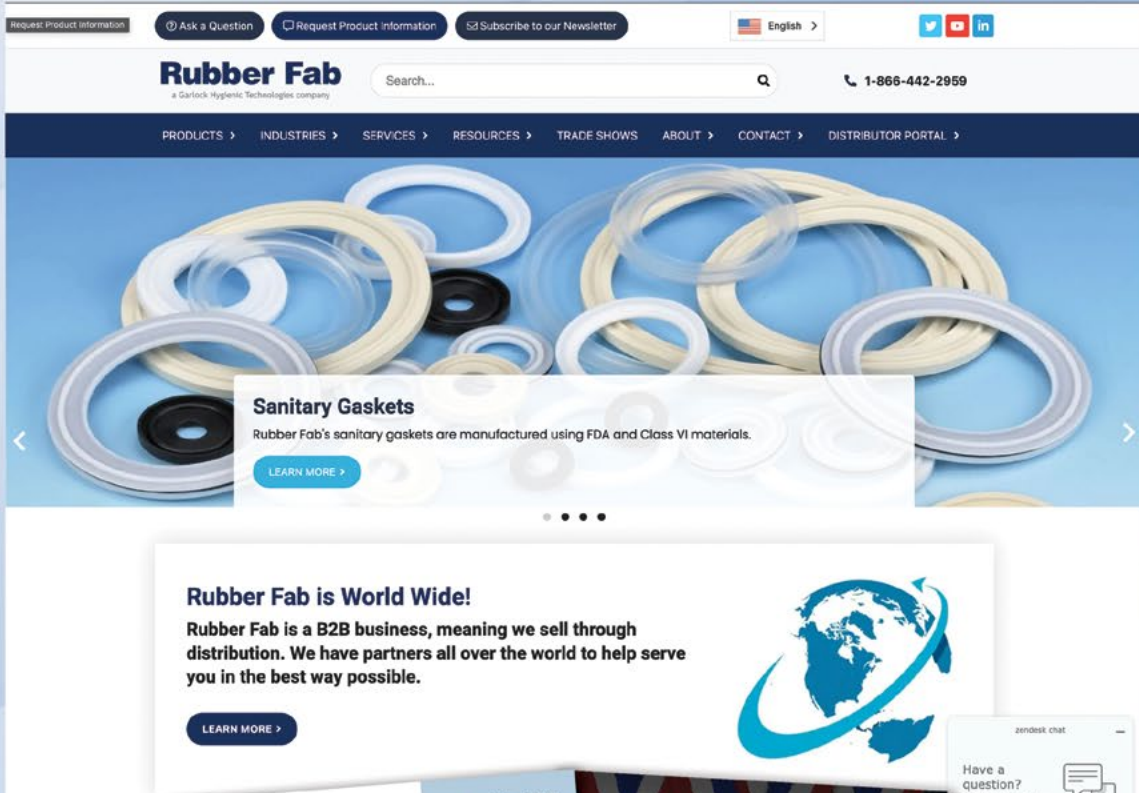 Request Product Information
Ask a Question
Request Product Information
Subscribe to our Newsletter
English
in
Rubber Fab
a Garlock Hygienic Technologies company
Search...
1-866-442-2959
PRODUCTS > INDUSTRIES > SERVICES > RESOURCES > TRADE SHOWS ABOUT > CONTACT > DISTRIBUTOR PORTAL >
Sanitary Gaskets
Rubber Fab's sanitary gaskets are manufactured using FDA and Class VI materials.
LEARN MORE >
Rubber Fab is World Wide!
Rubber Fab is a B2B business, meaning we sell through
distribution. We have partners all over the world to help serve
you in the best way possible.
LEARN MORE >
zendesk chat
Have a
question?